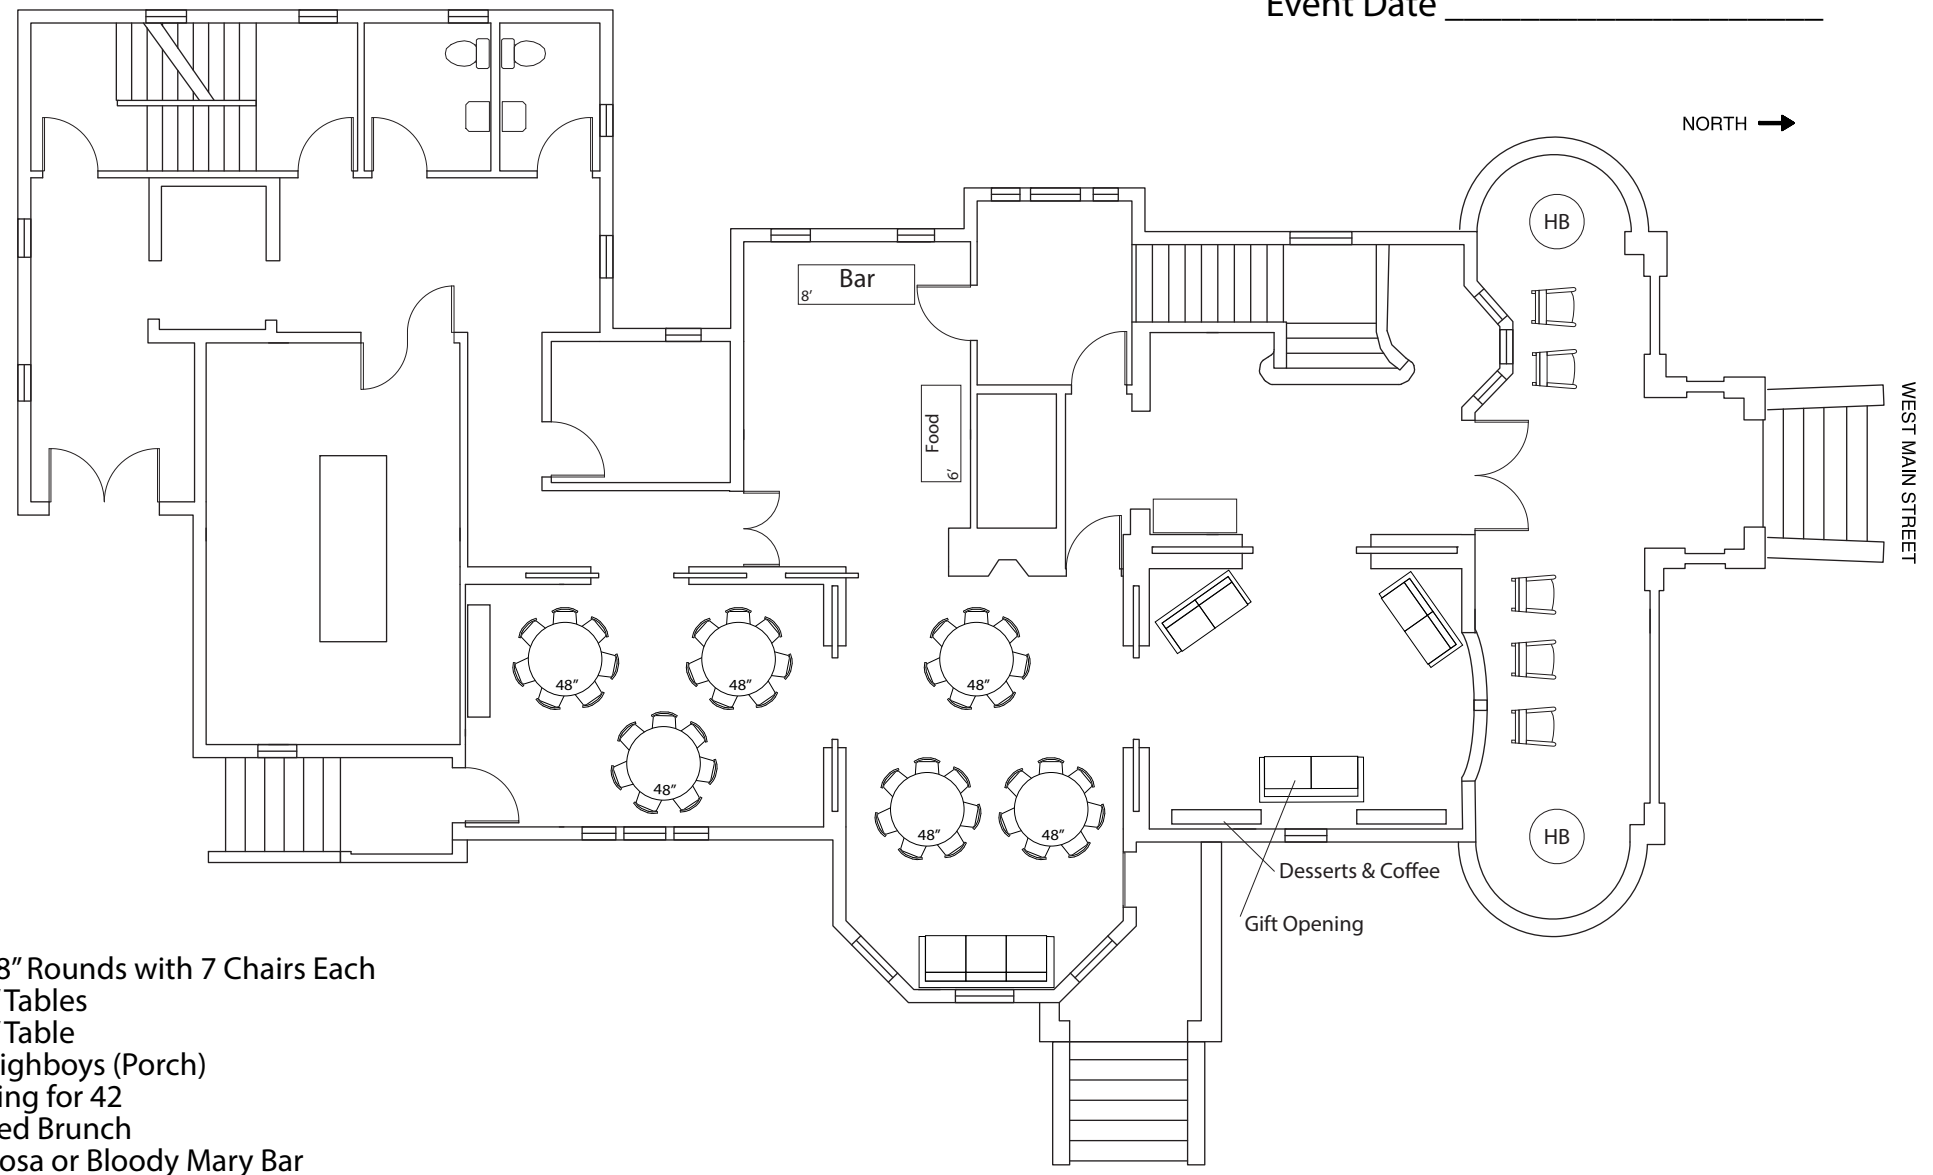 Event Date ______________________
NORTH
HB
Bar
8'
WEST MAIN STREET
Food
6'
48"
48"
48"
48"
48"
48"
HB
Desserts & Coffee
Gift Opening
8" Rounds with 7 Chairs Each
' Tables
' Table
ighboys (Porch)
ing for 42
ed Brunch
osa or Bloody Mary Bar